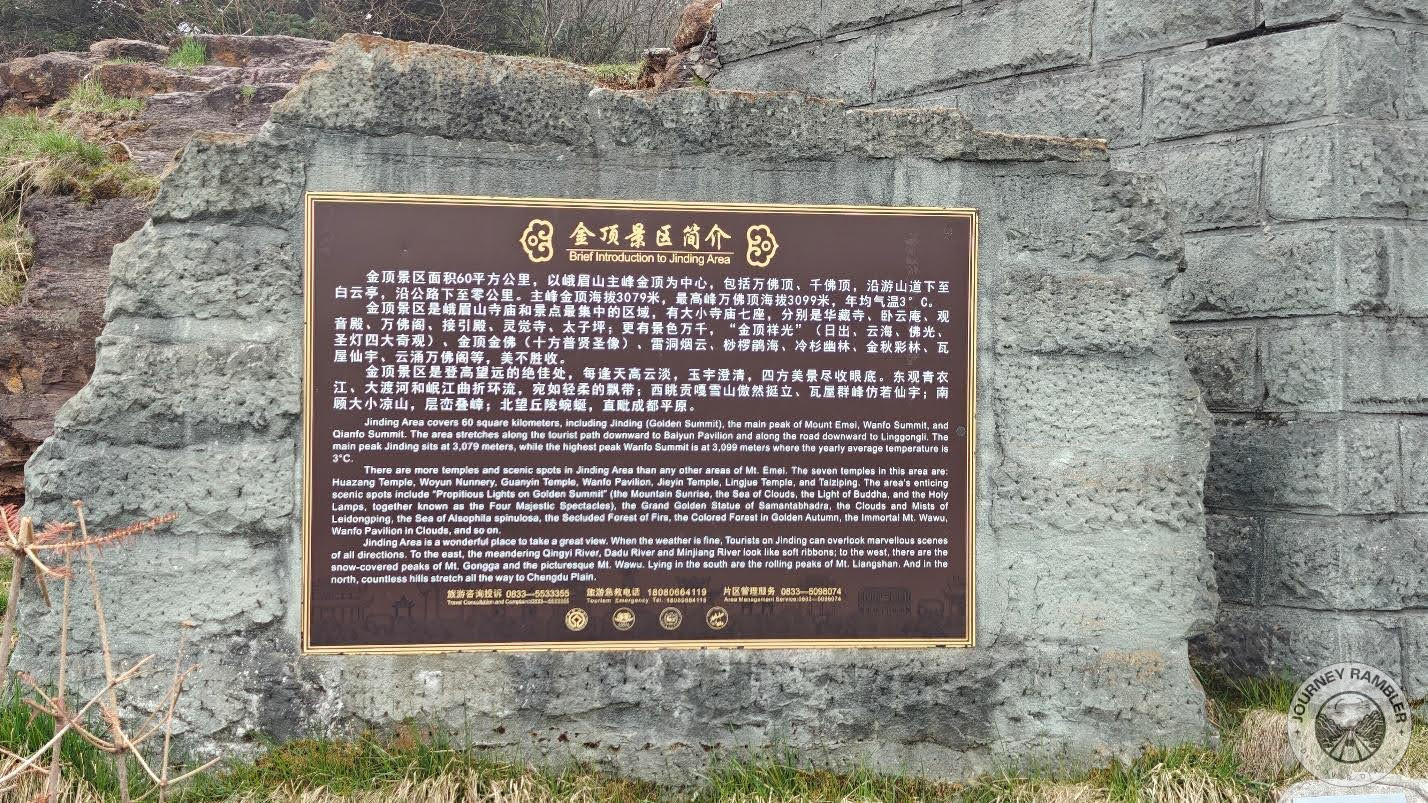 金顶景区简介
Brief Introduction to Jinding Area
金顶景区面积60平方公里，以峨眉山主峰金顶为中心，包括万佛顶、千佛顶，沿游山道下至
白云亭，沿公路下至零公里。主峰金顶海拔3079米，最高峰万佛顶海拔3099米，年均气温3°C。
金顶景区是峨眉山寺庙和景点最集中的区域，有大小寺庙七座，分别是华藏寺、卧云庵、观
音殿、万佛阁、接引殿、灵觉寺、太子坪；更有景色万千，“金顶祥光”（日出、云海、佛光、
圣灯四大奇观）、金顶金佛（十方普贤圣像）、雷洞烟云、桫椤鹃海、冷杉幽林、金秋彩林、瓦
屋仙宇、云涌万佛阁等，美不胜收。
金顶景区是登高望远的绝佳处，每逢天高云淡，玉宇澄清，四方美景尽收眼底。东观青衣
江、大渡河和岷江曲折环流，宛如轻柔的飘带；西眺贡嘎雪山傲然挺立、瓦屋群峰仿若仙宇；南
顾大小凉山，层峦叠嶂；北望丘陵蜿蜒，直毗成都平原。
Jinding Area covers 60 square kilometers, including Jinding (Golden Summit), the main peak of Mount Emei, Wanfo Summit, and
Qianfo Summit. The area stretches along the tourist path downward to Baiyun Pavilion and along the road downward to Linggongli. The
main peak Jinding sits at 3,079 meters, while the highest peak Wanfo Summit is at 3,099 meters where the yearly average temperature is
3°C.
There are more temples and scenic spots in Jinding Area than any other areas of Mt. Emei. The seven temples in this area are:
Huazang Temple, Woyun Nunnery, Guanyin Temple, Wanfo Pavilion, Jieyin Temple, Lingjue Temple, and Taiziping. The area's enticing
scenic spots include "Propitious Lights on Golden Summit" (the Mountain Sunrise, the Sea of Clouds, the Light of Buddha, and the Holy
Lamps, together known as the Four Majestic Spectacles), the Grand Golden Statue of Samantabhadra, the Clouds and Mists of
Leidongping, the Sea of Alsophila spinulosa, the Secluded Forest of Firs, the Colored Forest in Golden Autumn, the Immortal Mt. Wawu,
Wanfo Pavilion in Clouds, and so on.
Jinding Area is a wonderful place to take a great view. When the weather is fine, Tourists on Jinding can overlook marvellous scenes
of all directions. To the east, the meandering Qingyi River, Dadu River and Minjiang River look like soft ribbons; to the west, there are the
snow-covered peaks of Mt. Gongga and the picturesque Mt. Wawu. Lying in the south are the rolling peaks of Mt. Liangshan. And in the
north, countless hills stretch all the way to Chengdu Plain.
旅游咨询投诉 0833—5533355 旅游急救电话 18080664119 片区管理服务 0833—5098074
Travel Consultation and Complaint:0833—5533355 Tourism Emergency Tel: 18080664119 Area Management Service:0833—5098074
JOURNEY RAMBLER